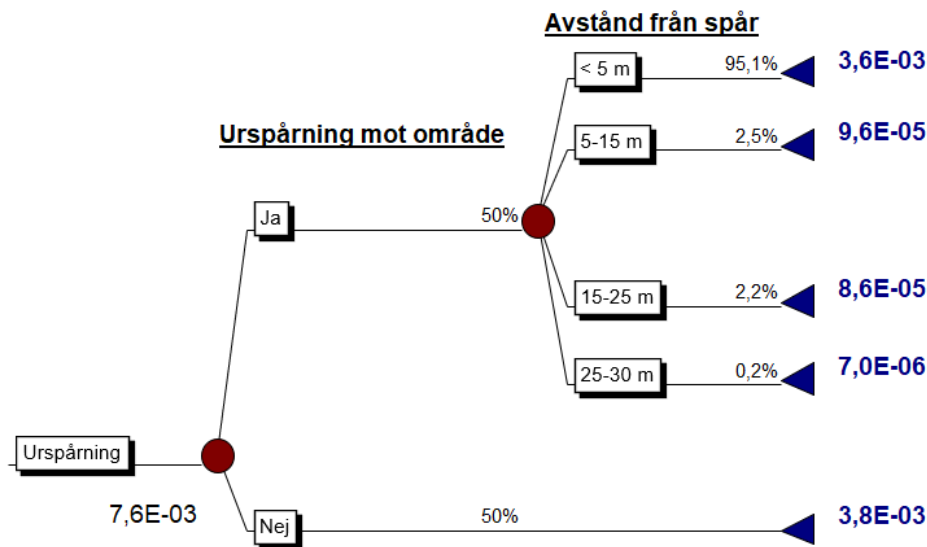 Avstånd från spår
< 5 m 95,1% 3,6E-03
Urspårning mot område
5-15 m 2,5% 9,6E-05
Ja 50%
15-25 m 2,2% 8,6E-05
25-30 m 0,2% 7,0E-06
Urspårning
7,6E-03
Nej 50% 3,8E-03